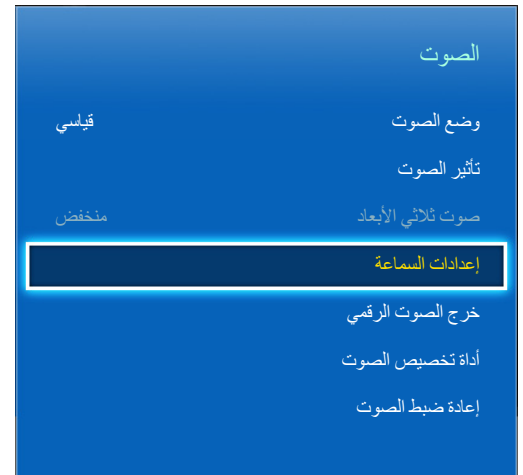 الصوت
وضع الصوت قياسي
تأثير الصوت
صوت ثلاثي الأبعاد منخفض
إعدادات السماعة
خرج الصوت الرقمي
أداة تخصيص الصوت
إعادة ضبط الصوت